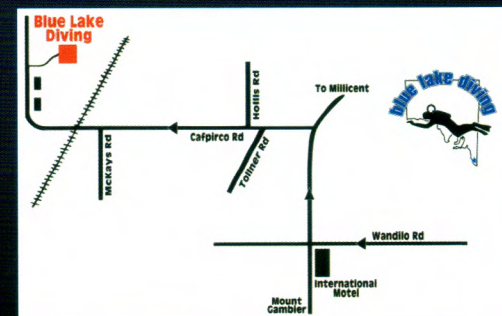 Blue Lake
Diving
blue lake diving
To Millicent
Hollis Rd
Cafpirco Rd
McKays Rd
Tollner Rd
Wandilo Rd
International
Motel
Mount
Gambier